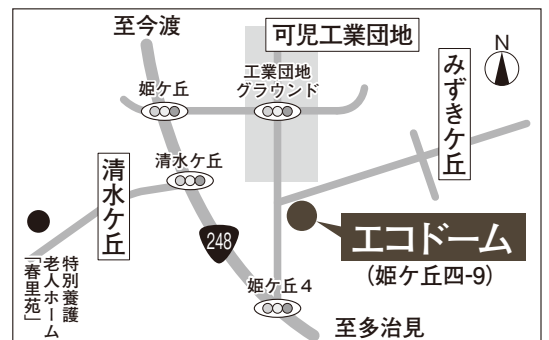 至今渡
可児工業団地
N
工業団地
グラウンド
姫ケ丘
みずきケ丘
清水ケ丘
清水ケ丘
248
エコドーム
(姫ケ丘四-9)
特別養護
老人ホーム
「春里苑」
姫ケ丘4
至多治見